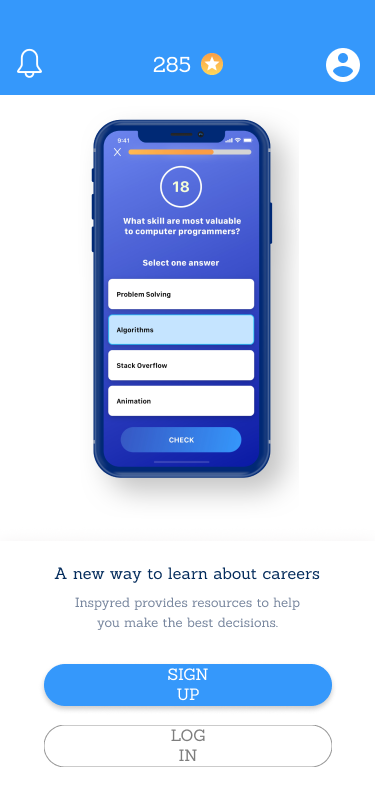 285
9:41
18
What skill are most valuable
to computer programmers?
Select one answer
Problem Solving
Algorithms
Stack Overflow
Animation
CHECK
A new way to learn about careers
Inspyred provides resources to help
you make the best decisions.
SIGN
UP
LOG
IN